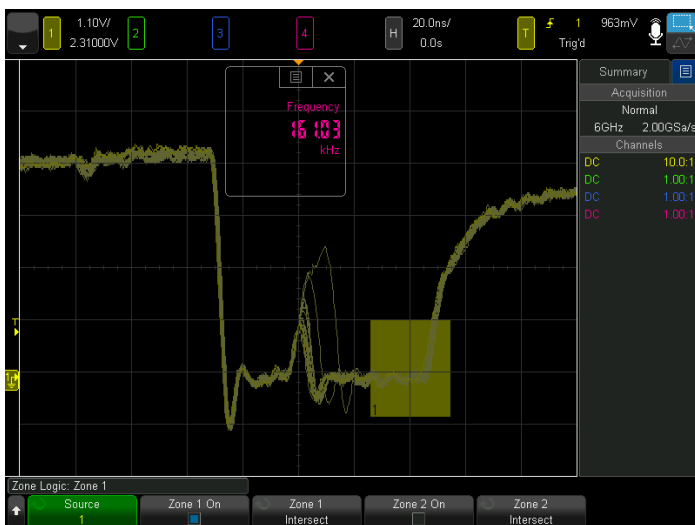 1 1.10V/ 2 3 4 H 20.0ns/ T 1 963mV
2.31000V 0.0s Trig'd
Summary
Frequency
161.03
kHz
Acquisition
Normal
6GHz 2.00GSa/s
Channels
DC 10.0:1
DC 1.00:1
DC 1.00:1
DC 1.00:1
T
1
Zone Logic: Zone 1
Source
1
Zone 1 On
Zone 1
Intersect
Zone 2 On
Zone 2
Intersect